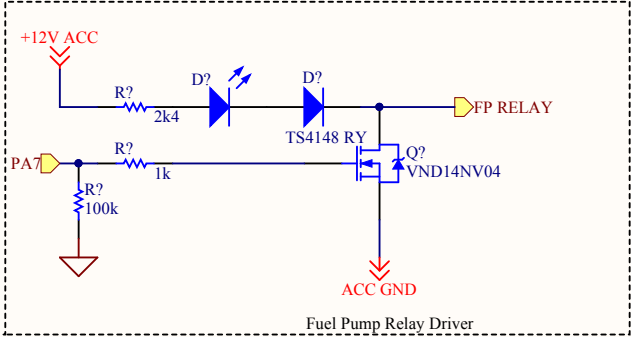 +12V ACC
R?
2k4
D?
D?
TS4148 RY
FP RELAY
PA7
R?
1k
Q?
VND14NV04
R?
100k
ACC GND
Fuel Pump Relay Driver